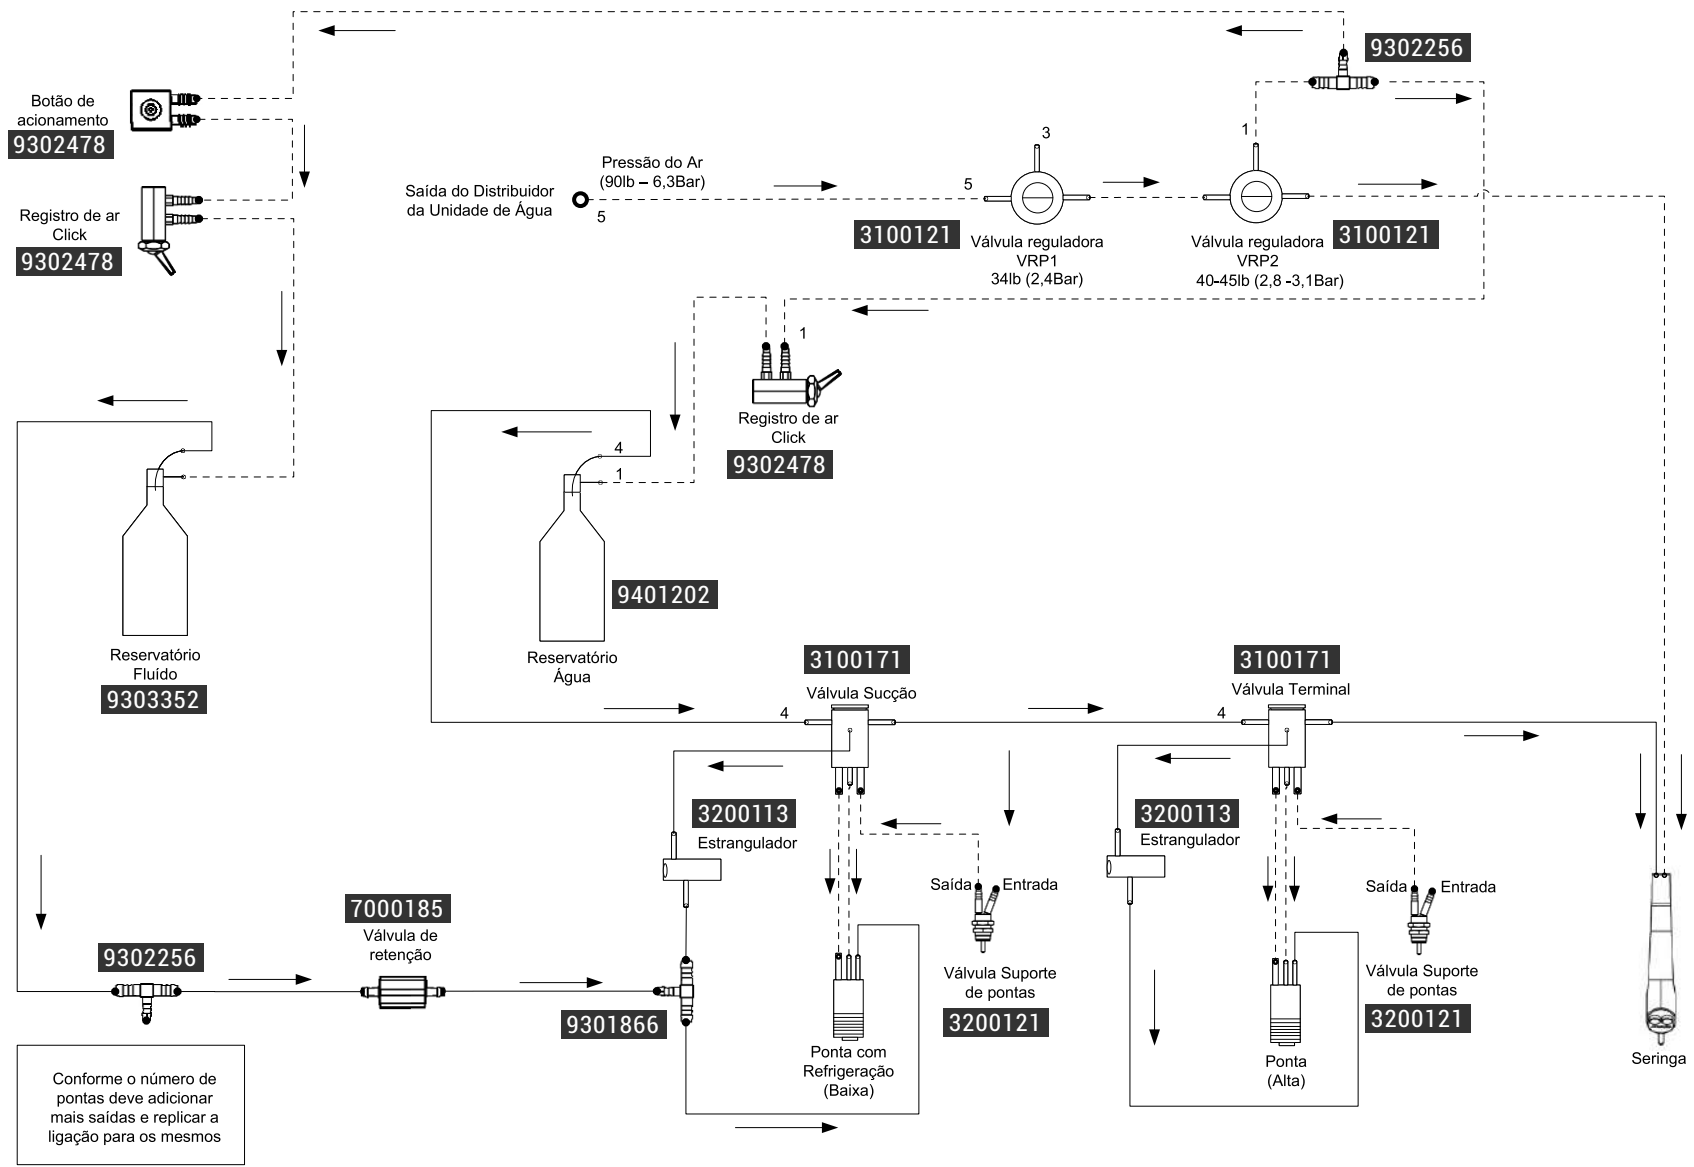 9302256
Botão de
acionamento
9302478
Registro de ar
Click
9302478
Saída do Distribuidor
da Unidade de Água
5
Pressão do Ar
(90lb – 6,3Bar)
5
3
3100121
Válvula reguladora
VRP1
34lb (2,4Bar)
1
Válvula reguladora
VRP2
40-45lb (2,8 -3,1Bar)
3100121
1
Registro de ar
Click
9302478
Reservatório
Fluído
9303352
4
1
9401202
Reservatório
Água
3100171
Válvula Sucção
4
3100171
Válvula Terminal
4
3200113
Estrangulador
3200113
Estrangulador
Saída
Entrada
Válvula Suporte
de pontas
3200121
Saída
Entrada
Válvula Suporte
de pontas
3200121
9302256
7000185
Válvula de
retenção
9301866
Ponta com
Refrigeração
(Baixa)
Ponta
(Alta)
Seringa
Conforme o número de
pontas deve adicionar
mais saídas e replicar a
ligação para os mesmos